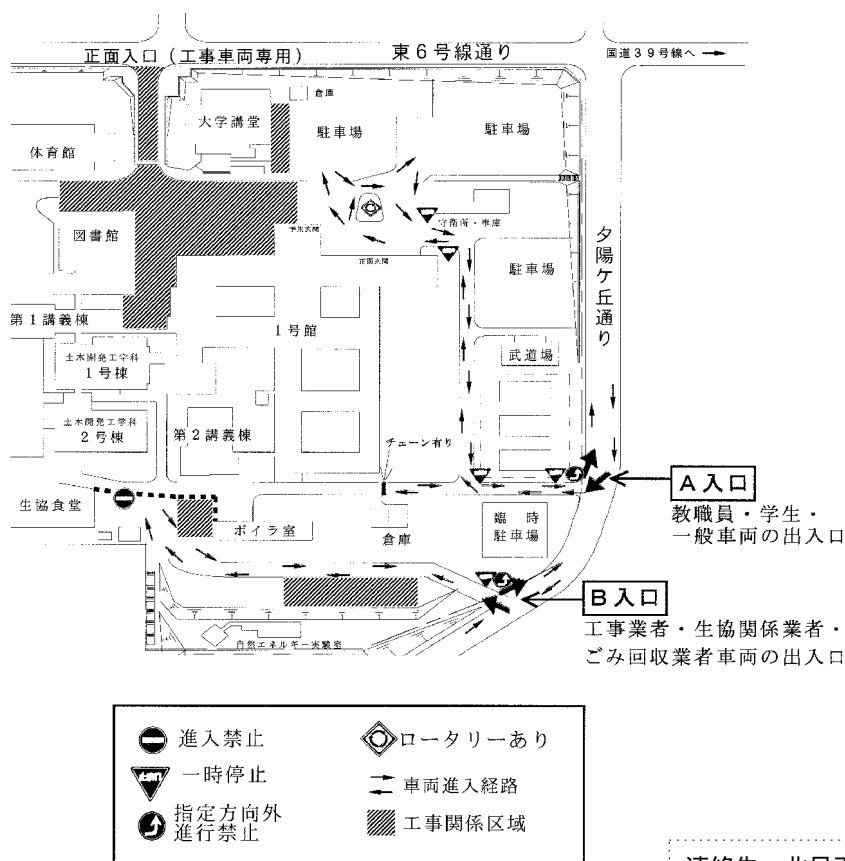 正面入口（工事車両専用）
東６号線通り
国道３９号線へ
倉庫
大学講堂
駐車場
駐車場
体育館
図書館
学生玄関
守衛所・車庫
正面玄関
駐車場
夕陽ケ丘通り
第１講義棟
１号館
武道場
土木開発工学科
１号棟
土木開発工学科
２号棟
第２講義棟
チェーン有り
Ａ入口
教職員・学生・
一般車両の出入口
生協食堂
ボイラ室
倉庫
臨時
駐車場
Ｂ入口
工事業者・生協関係業者・
ごみ回収業者車両の出入口
自然エネルギー実験室
進入禁止
ロータリーあり
一時停止
車両進入経路
指定方向外
進行禁止
工事関係区域